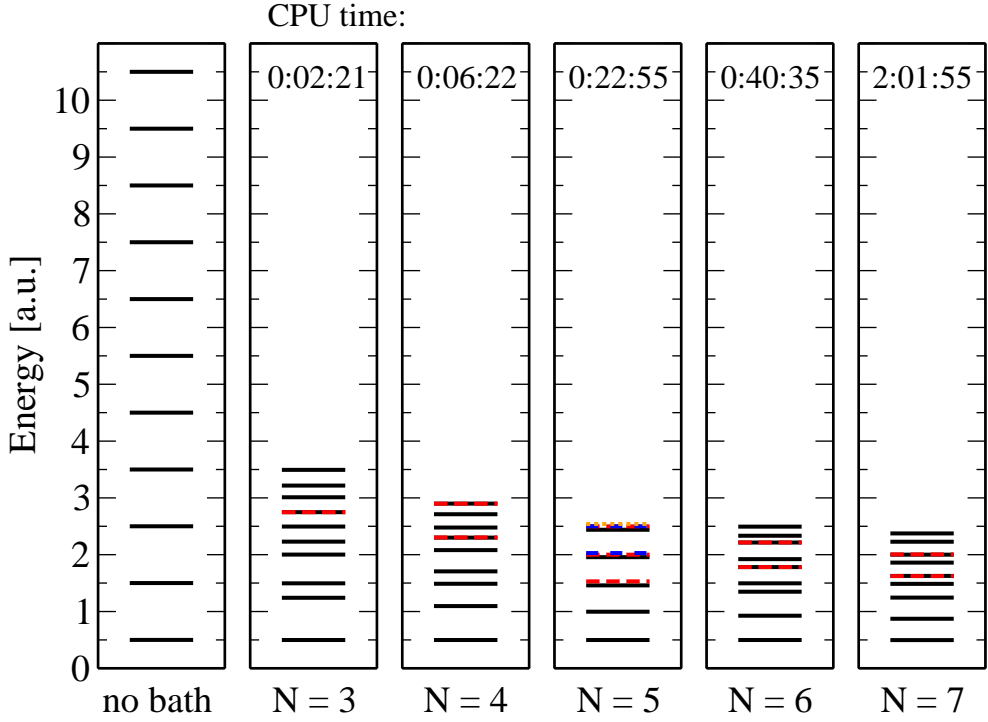 CPU time:
0:02:21 0:06:22 0:22:55 0:40:35 2:01:55
10
9
8
7
6
5
4
3
2
1
0
Energy [a.u.]
no bath N = 3 N = 4 N = 5 N = 6 N = 7